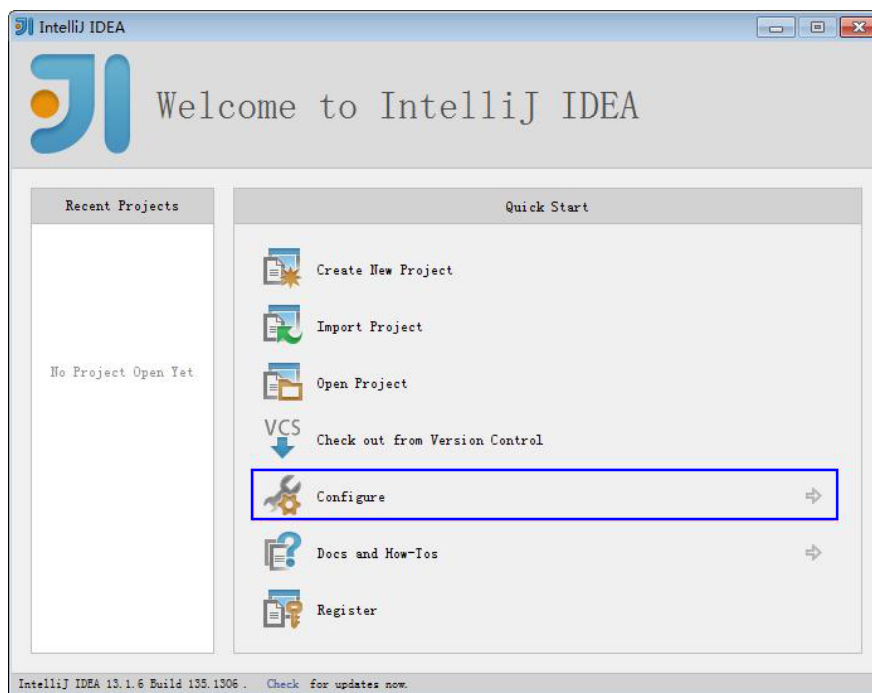 IntelliJ IDEA
Welcome to IntelliJ IDEA
Recent Projects
No Project Open Yet
Quick Start
Create New Project
Import Project
Open Project
VCS
Check out from Version Control
Configure
Docs and How-Tos
Register
IntelliJ IDEA 13.1.6 Build 135.1306 . Check for updates now.